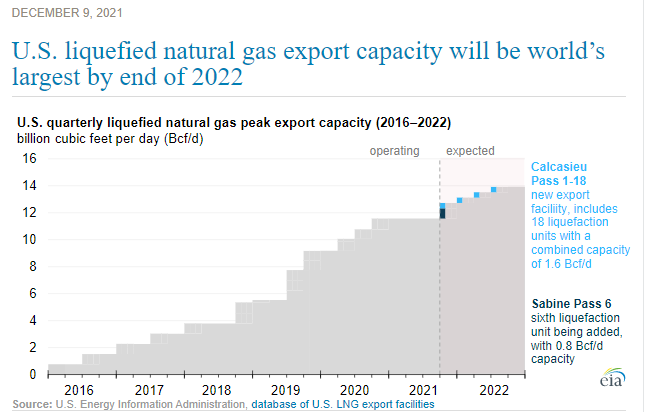 DECEMBER 9, 2021
U.S. liquefied natural gas export capacity will be world's
largest by end of 2022
U.S. quarterly liquefied natural gas peak export capacity (2016–2022)
billion cubic feet per day (Bcf/d)
16
14
12
10
8
6
4
2
0
operating
expected
2016
2017
2018
2019
2020
2021
2022
Calcasieu
Pass 1-18
new export
faciliity, includes
18 liquefaction
units with a
combined capacity
of 1.6 Bcf/d
Sabine Pass 6
sixth liquefaction
unit being added,
with 0.8 Bcf/d
capacity
eia
Source: U.S. Energy Information Administration, database of U.S. LNG export facilities